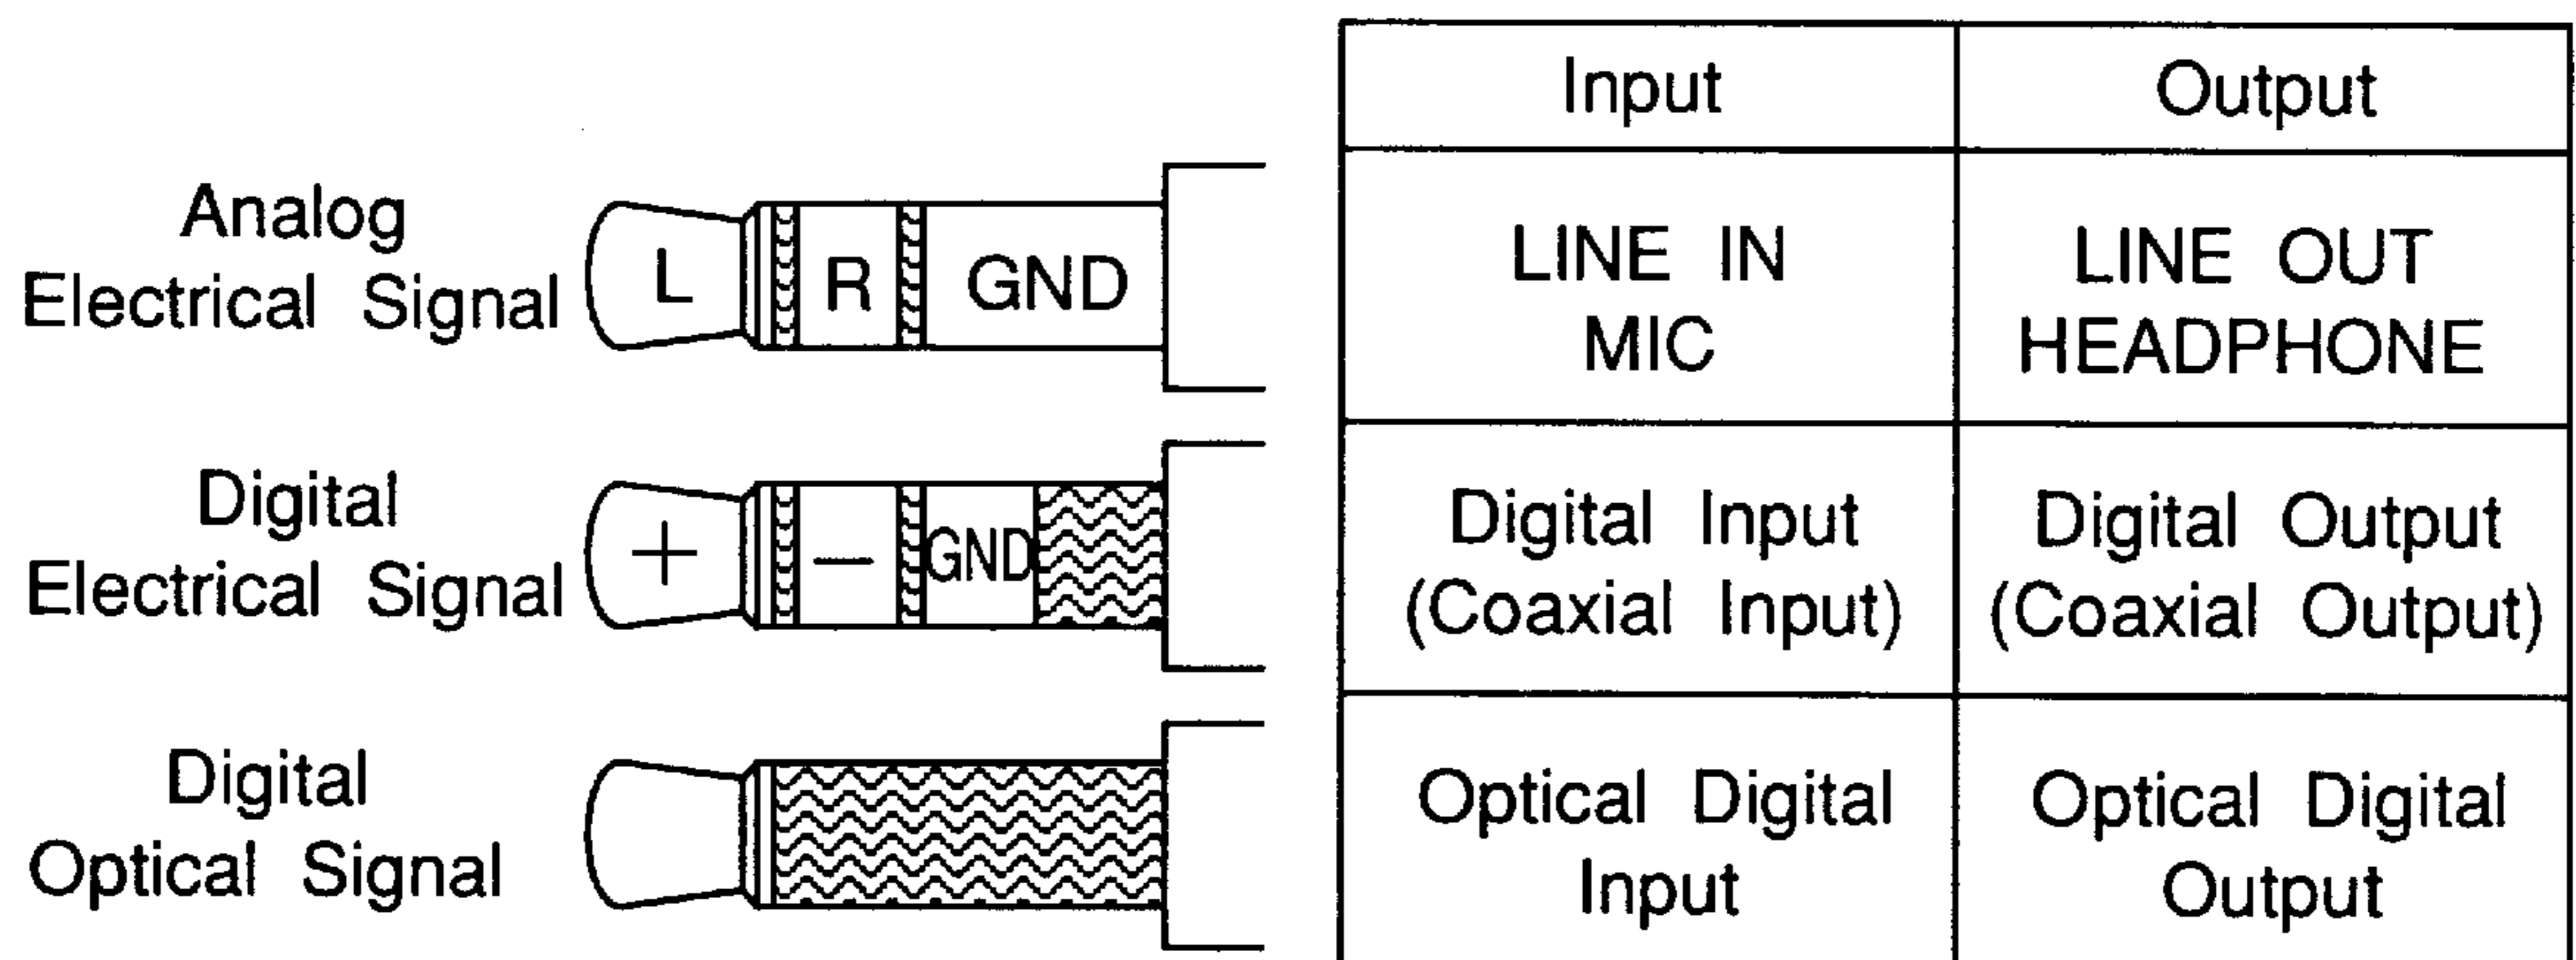 Input
Output
Analog
Electrical Signal
L
R
GND
LINE IN
MIC
LINE OUT
HEADPHONE
Digital
Electrical Signal
+
−
GND
Digital Input
(Coaxial Input)
Digital Output
(Coaxial Output)
Digital
Optical Signal
Optical Digital
Input
Optical Digital
Output